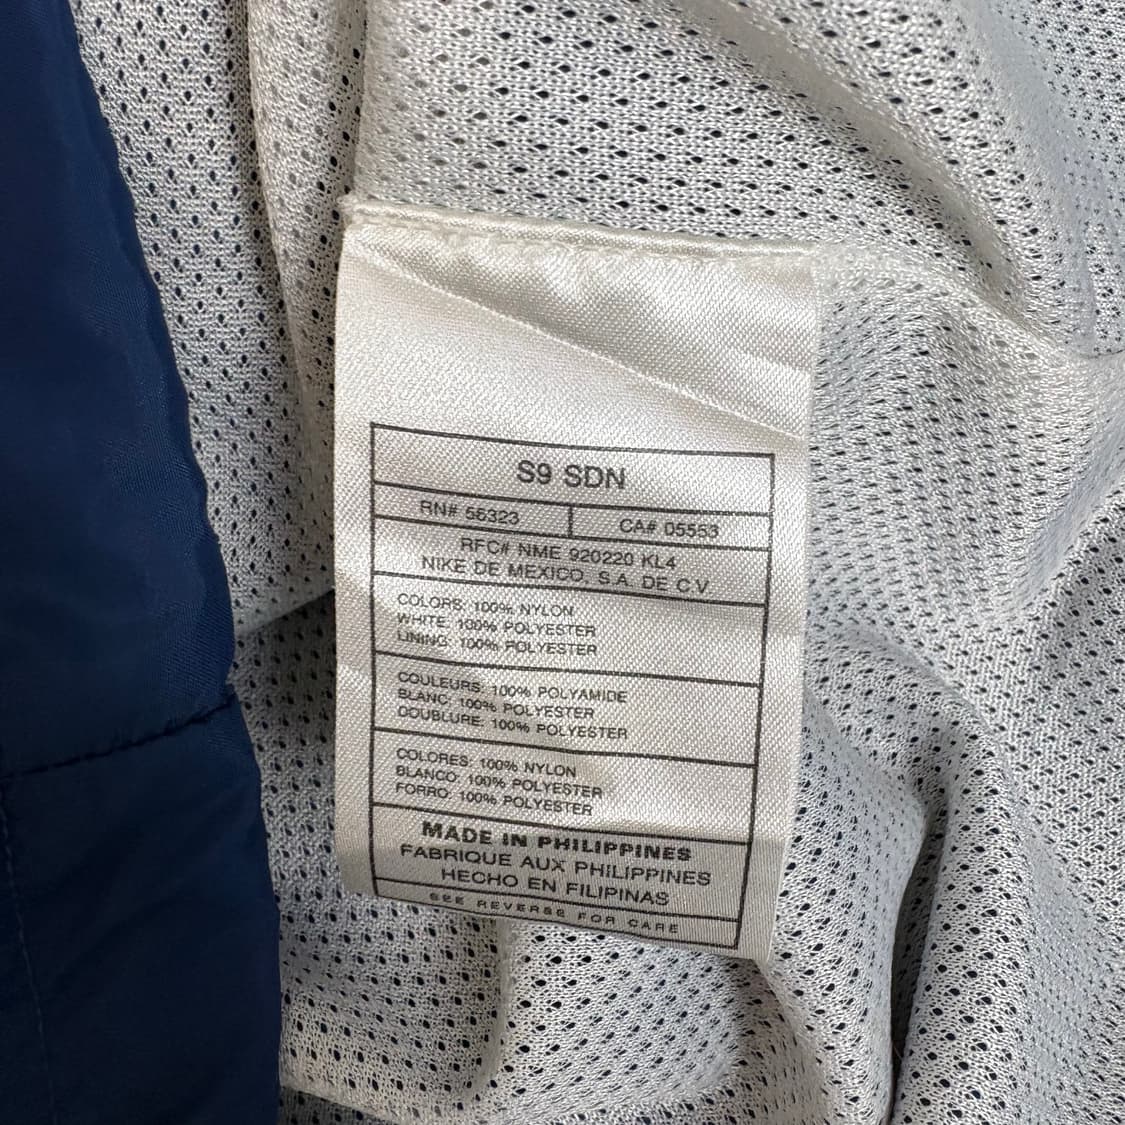 S9 SDN
RN# 56323 CA# 05553
RFC# NME 920220 KL4
NIKE DE MEXICO, S.A. DE C.V
COLORS: 100% NYLON
WHITE: 100% POLYESTER
LINING: 100% POLYESTER
COULEURS: 100% POLYAMIDE
BLANC: 100% POLYESTER
DOUBLURE: 100% POLYESTER
COLORES: 100% NYLON
BLANCO: 100% POLYESTER
FORRO: 100% POLYESTER
MADE IN PHILIPPINES
FABRIQUE AUX PHILIPPINES
HECHO EN FILIPINAS
SEE REVERSE FOR CARE